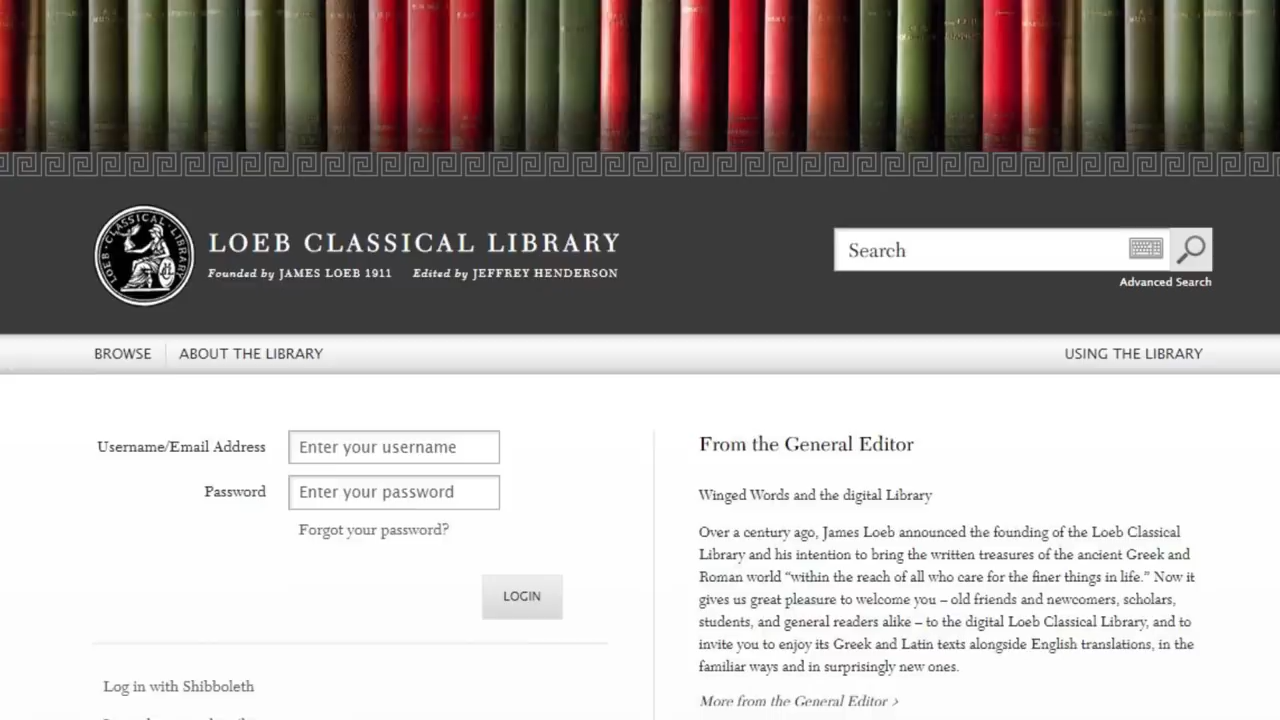 LOEB CLASSICAL LIBRARY
LOEB CLASSICAL LIBRARY
Founded by JAMES LOEB 1911 Edited by JEFFREY HENDERSON
Search
Advanced Search
BROWSE ABOUT THE LIBRARY USING THE LIBRARY
Username/Email Address Enter your username
Password Enter your password
Forgot your password?
LOGIN
Log in with Shibboleth
From the General Editor
Winged Words and the digital Library
Over a century ago, James Loeb announced the founding of the Loeb Classical
Library and his intention to bring the written treasures of the ancient Greek and
Roman world “within the reach of all who care for the finer things in life.” Now it
gives us great pleasure to welcome you – old friends and newcomers, scholars,
students, and general readers alike – to the digital Loeb Classical Library, and to
invite you to enjoy its Greek and Latin texts alongside English translations, in the
familiar ways and in surprisingly new ones.
More from the General Editor >